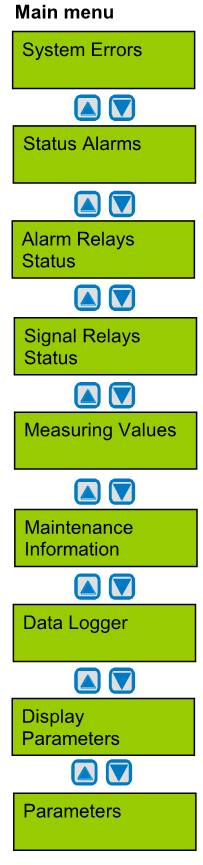 Main menu
System Errors
Status Alarms
Alarm Relays
Status
Signal Relays
Status
Measuring Values
Maintenance
Information
Data Logger
Display
Parameters
Parameters